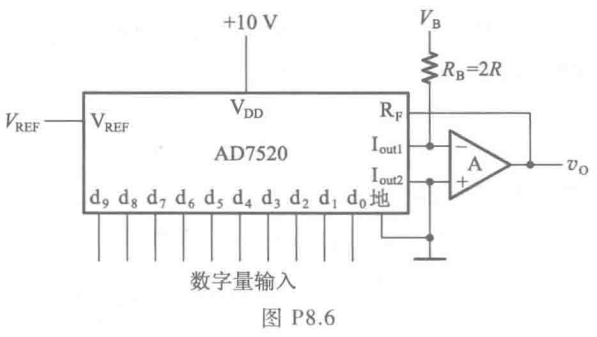 +10 V
V_B
R_B=2R
V_REF
V_REF
V_DD
R_F
AD7520
I_out1
I_out2
A
−
+
v_O
d_9 d_8 d_7 d_6 d_5 d_4 d_3 d_2 d_1 d_0 地
数字量输入
图 P8.6